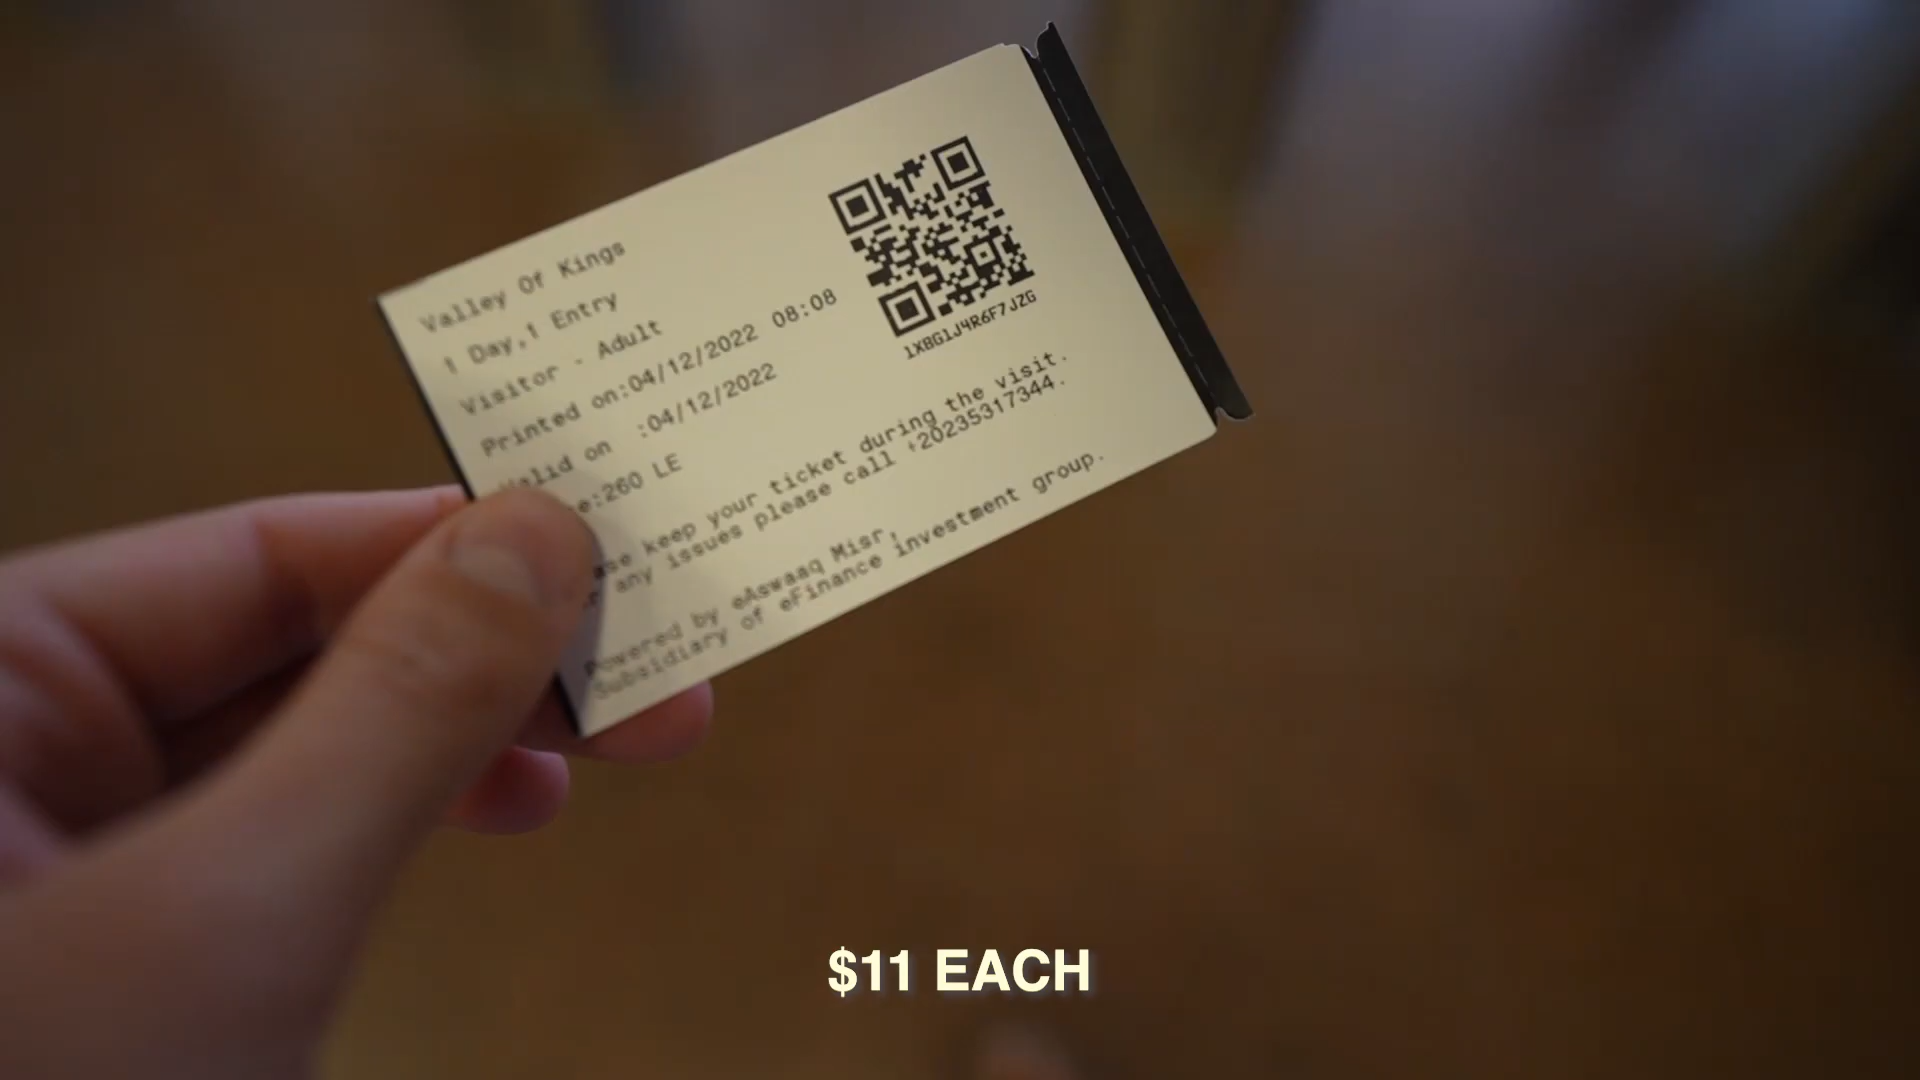 Valley Of Kings
1 Day,1 Entry
Visitor - Adult
Printed on:04/12/2022 08:08
Valid on :04/12/2022
e:260 LE
1XBG1J4R6F7JZG
ase keep your ticket during the visit.
r any issues please call +20235317344.
Powered by eAswaaq Misr,
Subsidiary of eFinance investment group.
$11 EACH